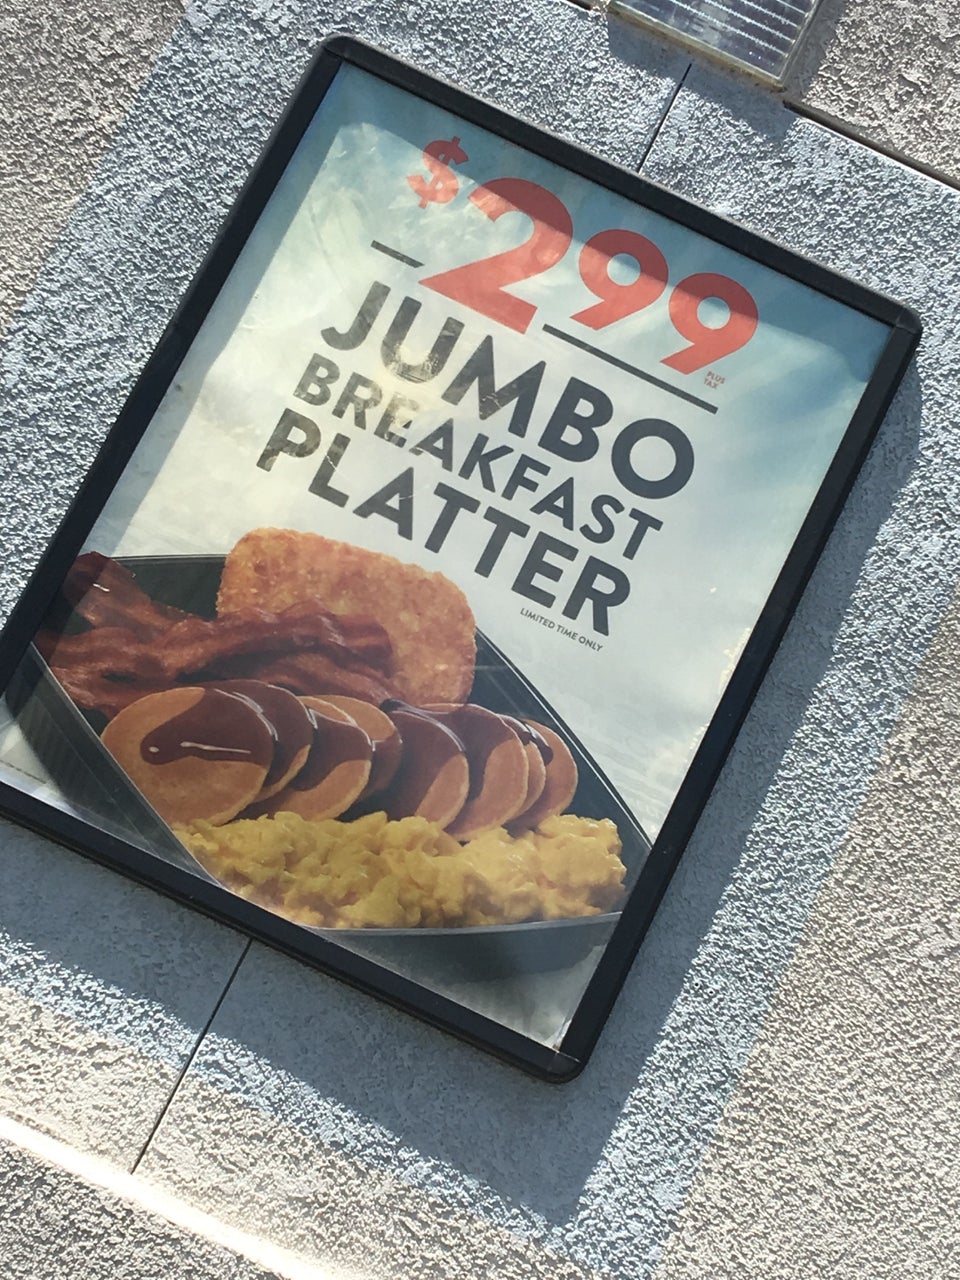 $2.99
PLUS
TAX
JUMBO
BREAKFAST
PLATTER
LIMITED TIME ONLY